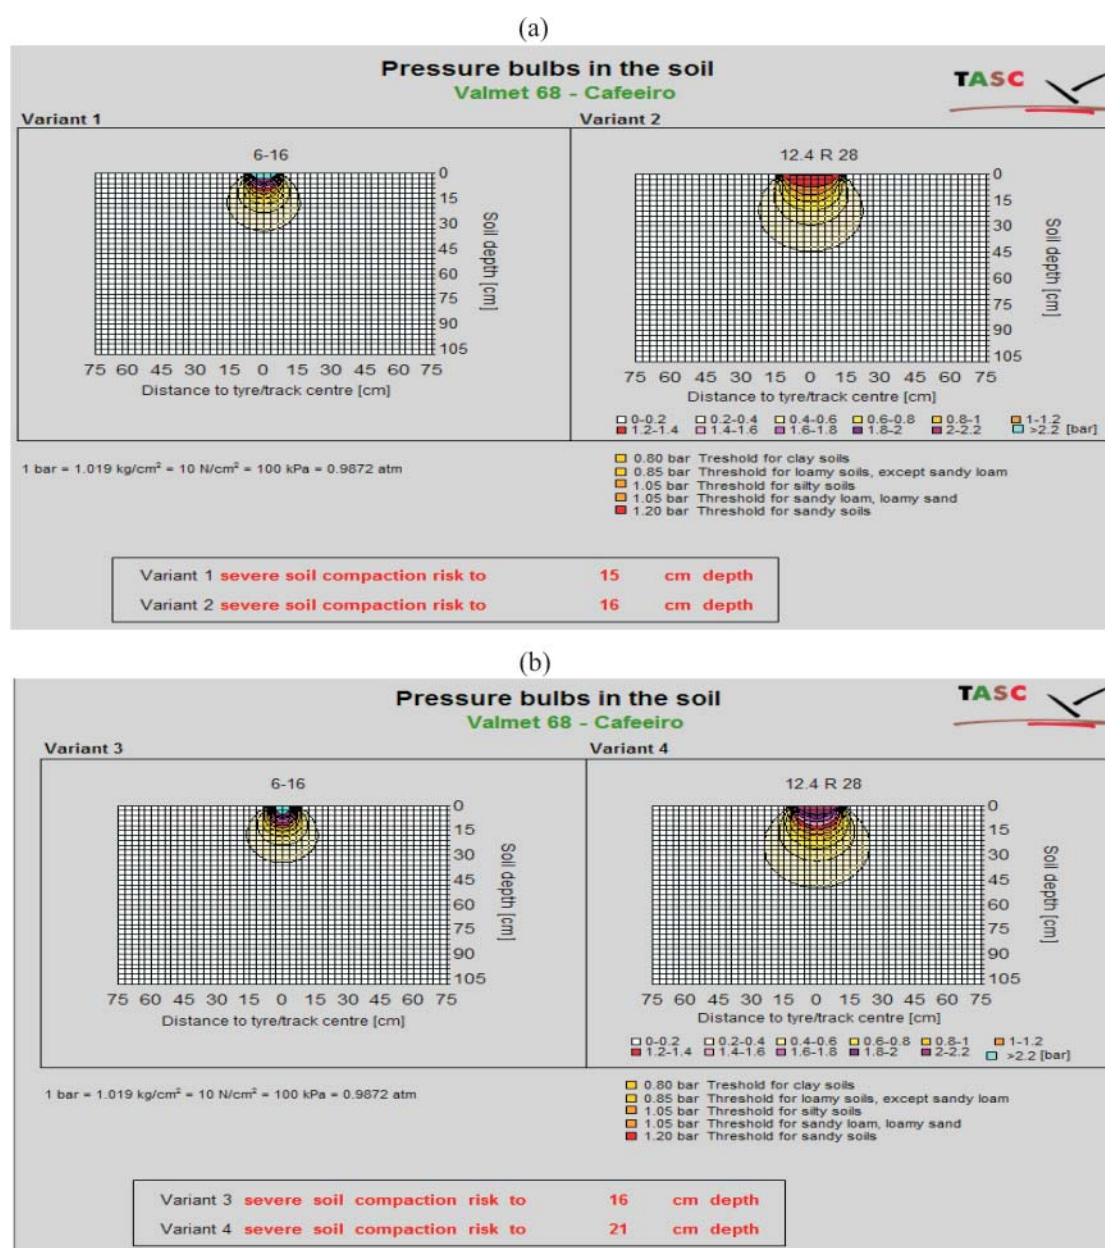 (a)
Pressure bulbs in the soil
Valmet 68 - Cafeeiro
TASC
Variant 1
Variant 2
6-16
12.4 R 28
0
15
30
45
60
75
90
105
Soil depth [cm]
0
15
30
45
60
75
90
105
Soil depth [cm]
75 60 45 30 15 0 15 30 45 60 75
75 60 45 30 15 0 15 30 45 60 75
Distance to tyre/track centre [cm]
Distance to tyre/track centre [cm]
0-0.2 0.2-0.4 0.4-0.6 0.6-0.8 0.8-1 1-1.2
1.2-1.4 1.4-1.6 1.6-1.8 1.8-2 2-2.2 >2.2 [bar]
1 bar = 1.019 kg/cm² = 10 N/cm² = 100 kPa = 0.9872 atm
0.80 bar Treshold for clay soils
0.85 bar Threshold for loamy soils, except sandy loam
1.05 bar Threshold for silty soils
1.05 bar Threshold for sandy loam, loamy sand
1.20 bar Threshold for sandy soils
Variant 1 severe soil compaction risk to 15 cm depth
Variant 2 severe soil compaction risk to 16 cm depth
(b)
Pressure bulbs in the soil
Valmet 68 - Cafeeiro
TASC
Variant 3
Variant 4
6-16
12.4 R 28
0
15
30
45
60
75
90
105
Soil depth [cm]
0
15
30
45
60
75
90
105
Soil depth [cm]
75 60 45 30 15 0 15 30 45 60 75
75 60 45 30 15 0 15 30 45 60 75
Distance to tyre/track centre [cm]
Distance to tyre/track centre [cm]
0-0.2 0.2-0.4 0.4-0.6 0.6-0.8 0.8-1 1-1.2
1.2-1.4 1.4-1.6 1.6-1.8 1.8-2 2-2.2 >2.2 [bar]
1 bar = 1.019 kg/cm² = 10 N/cm² = 100 kPa = 0.9872 atm
0.80 bar Treshold for clay soils
0.85 bar Threshold for loamy soils, except sandy loam
1.05 bar Threshold for silty soils
1.05 bar Threshold for sandy loam, loamy sand
1.20 bar Threshold for sandy soils
Variant 3 severe soil compaction risk to 16 cm depth
Variant 4 severe soil compaction risk to 21 cm depth